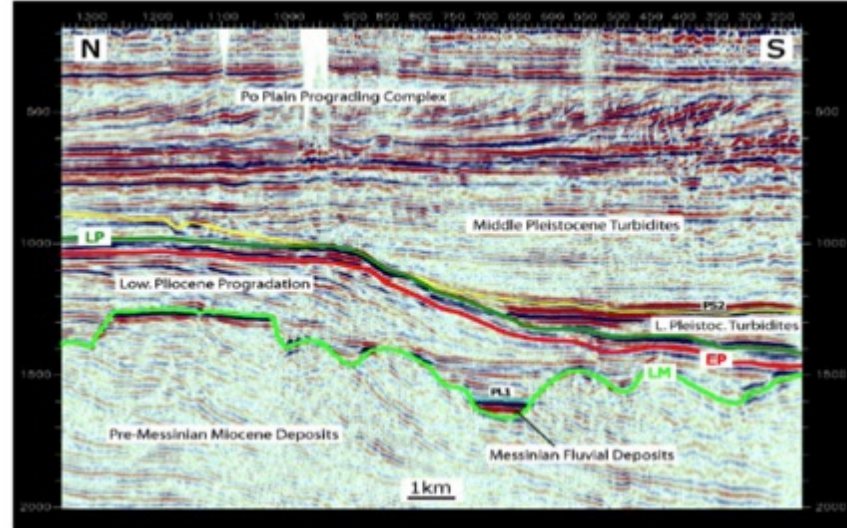 1300 1200 1000 900 850 800 700 650 600 550 500 450 400 350 300 250
N S
Po Plain Prograding Complex
500 500
Middle Pleistocene Turbidites
LP
1000 1000
Low. Pliocene Progradation
PS2
L. Pleistoc. Turbidites
EP
LM
1500 1500
PL1
Pre-Messinian Miocene Deposits
Messinian Fluvial Deposits
1km
2000 2000